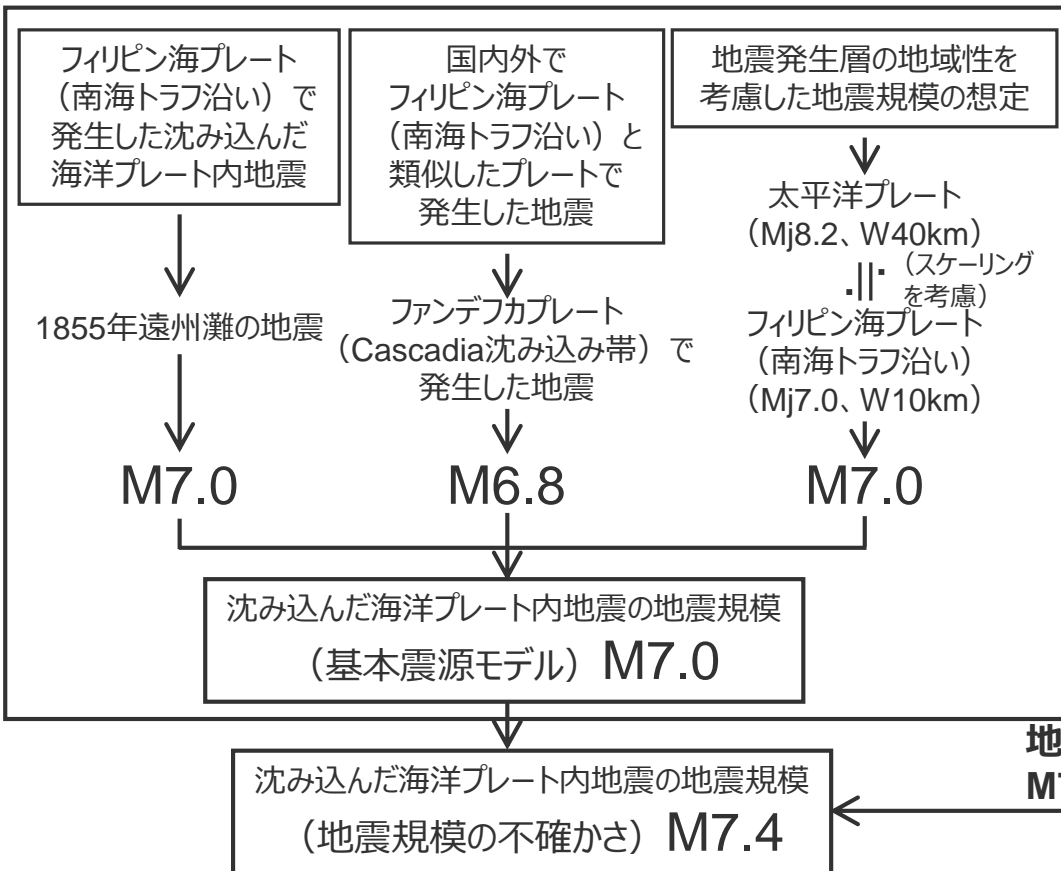 フィリピン海プレート
（南海トラフ沿い）で
発生した沈み込んだ
海洋プレート内地震
1855年遠州灘の地震
M7.0
国内外で
フィリピン海プレート
（南海トラフ沿い）と
類似したプレートで
発生した地震
ファンデフカプレート
（Cascadia沈み込み帯）で
発生した地震
M6.8
地震発生層の地域性を
考慮した地震規模の想定
太平洋プレート
（Mj8.2、W40km）
（スケーリング
を考慮）
フィリピン海プレート
（南海トラフ沿い）
（Mj7.0、W10km）
M7.0
沈み込んだ海洋プレート内地震の地震規模
（基本震源モデル）M7.0
地
沈み込んだ海洋プレート内地震の地震規模
（地震規模の不確かさ）M7.4